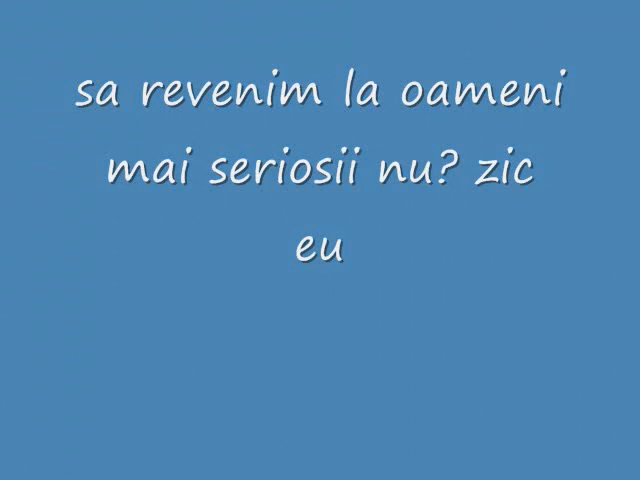 sa revenim la oameni
mai seriosii nu? zic
eu